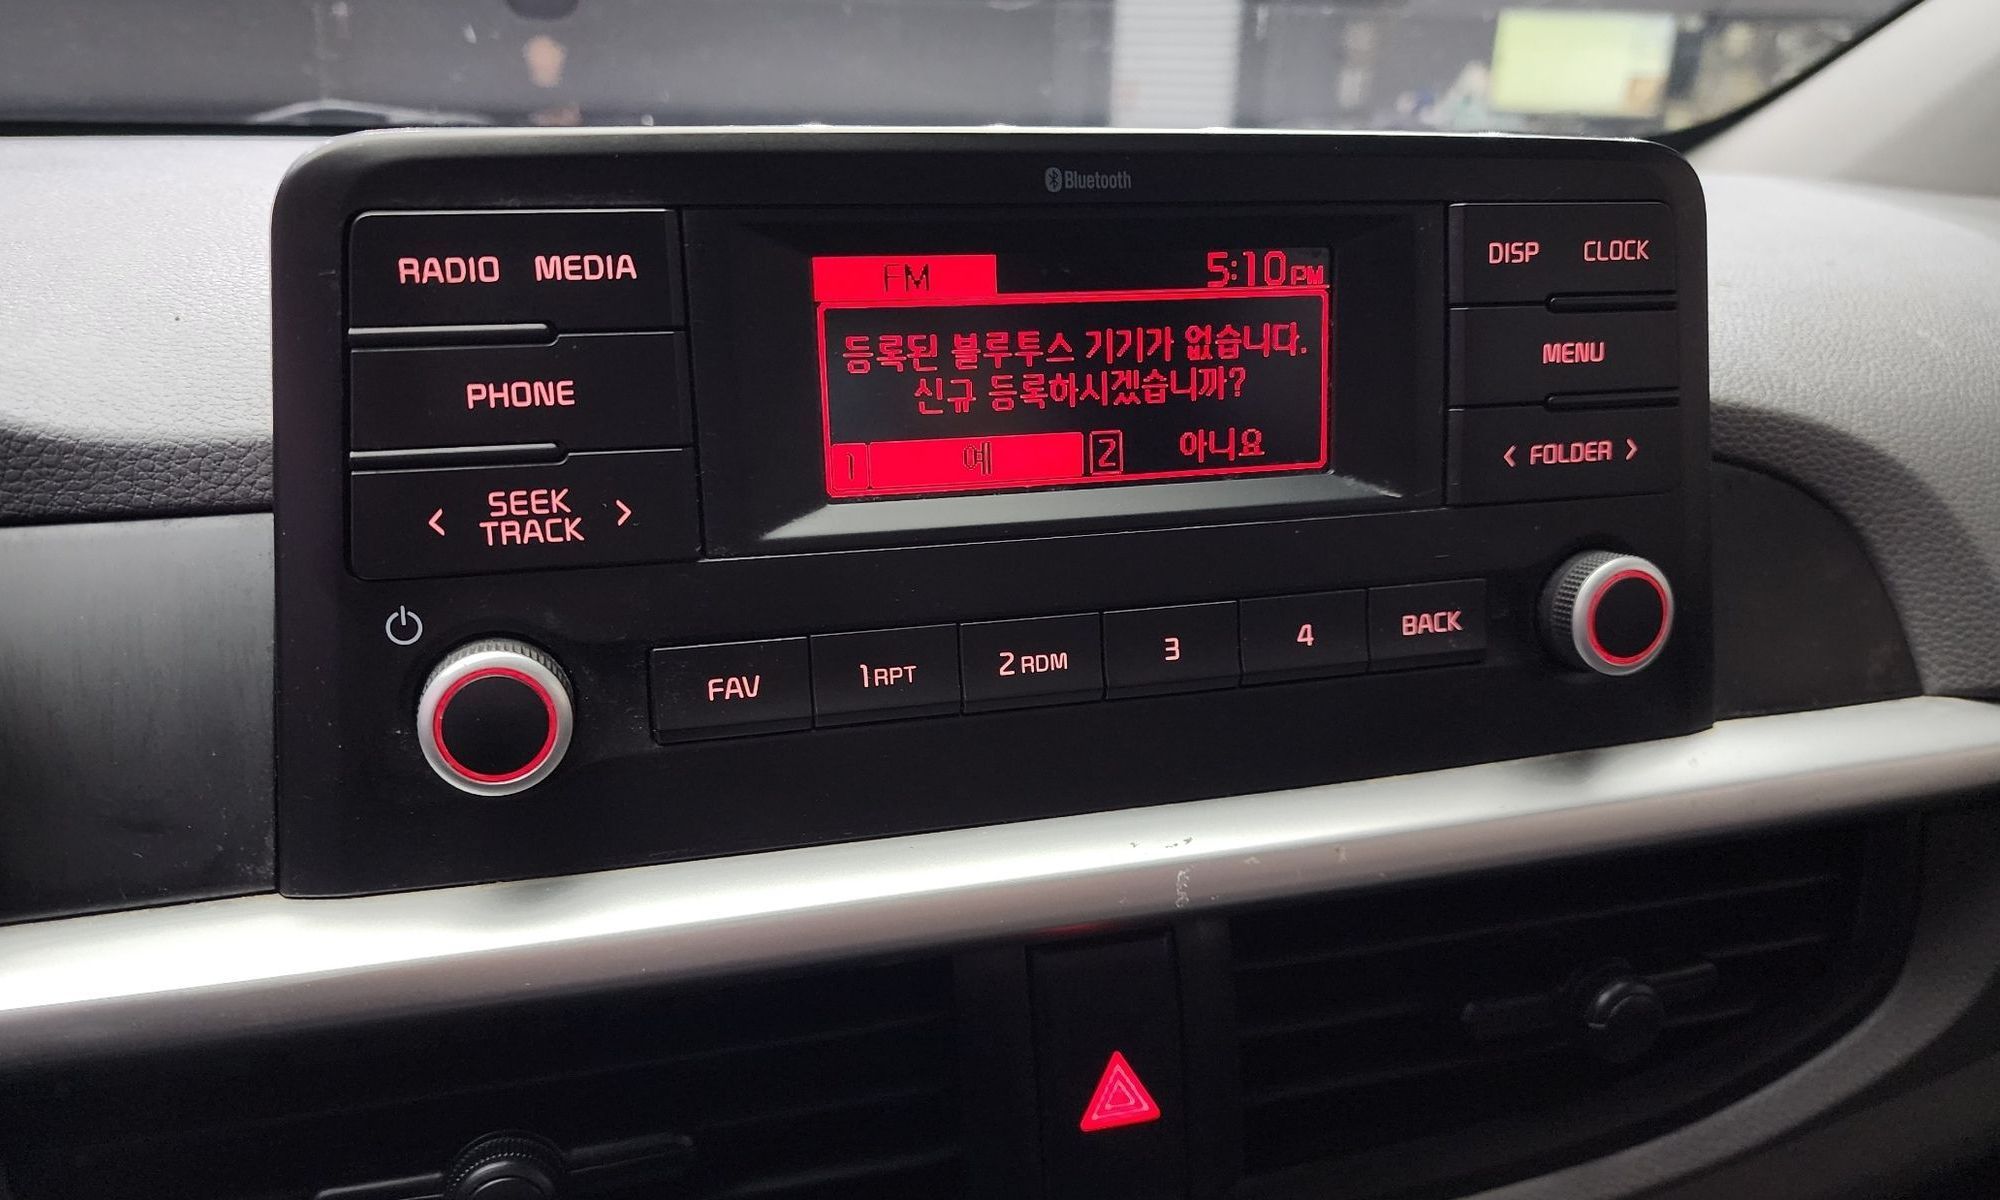 Bluetooth
RADIO MEDIA
PHONE
< SEEK TRACK >
FM 5:10 PM
등록된 블루투스 기기가 없습니다.
신규 등록하시겠습니까?
1 예 2 아니요
DISP CLOCK
MENU
< FOLDER >
FAV 1 RPT 2 RDM 3 4 BACK